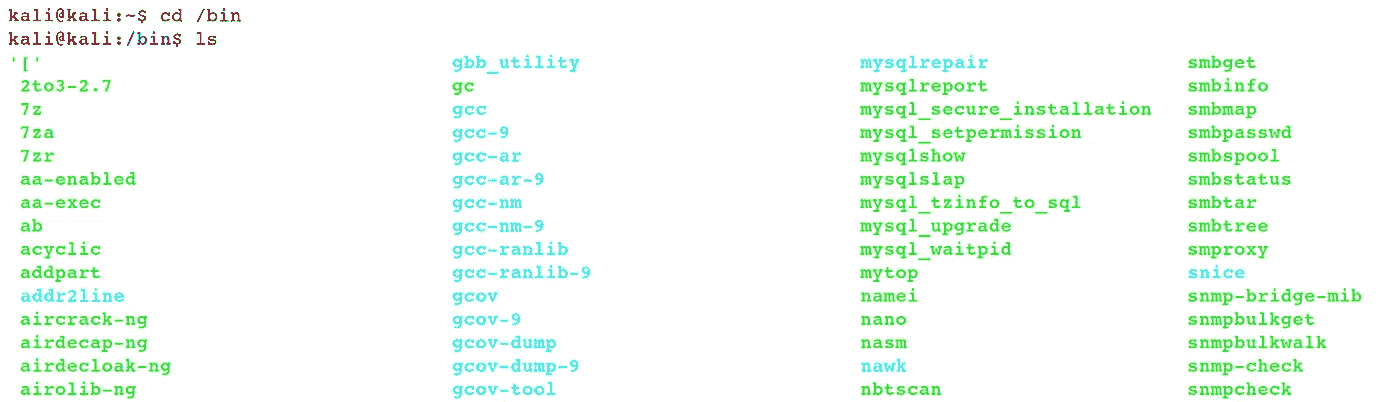 kali@kali:~$ cd /bin
kali@kali:/bin$ ls
'[' gbb_utility mysqlrepair smbget
2to3-2.7 gc mysqlreport smbinfo
7z gcc mysql_secure_installation smbmap
7za gcc-9 mysql_setpermission smbpasswd
7zr gcc-ar mysqlshow smbspool
aa-enabled gcc-ar-9 mysqlslap smbstatus
aa-exec gcc-nm mysql_tzinfo_to_sql smbtar
ab gcc-nm-9 mysql_upgrade smbtree
acyclic gcc-ranlib mysql_waitpid smproxy
addpart gcc-ranlib-9 mytop snice
addr2line gcov namei snmp-bridge-mib
aircrack-ng gcov-9 nano snmpbulkget
airdecap-ng gcov-dump nasm snmpbulkwalk
airdecloak-ng gcov-dump-9 nawk snmp-check
airolib-ng gcov-tool nbtscan snmpcheck